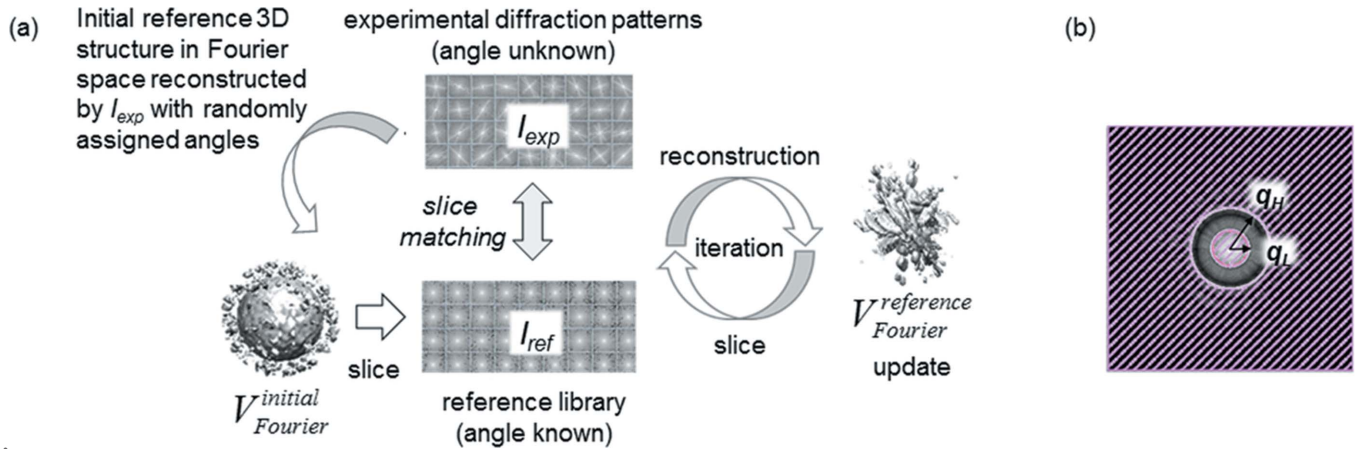 (a)
Initial reference 3D
structure in Fourier
space reconstructed
by I_exp with randomly
assigned angles
experimental diffraction patterns
(angle unknown)
I_exp
slice
matching
I_ref
reference library
(angle known)
V^initial_Fourier
slice
reconstruction
iteration
slice
V^reference_Fourier
update
(b)
q_H
q_L